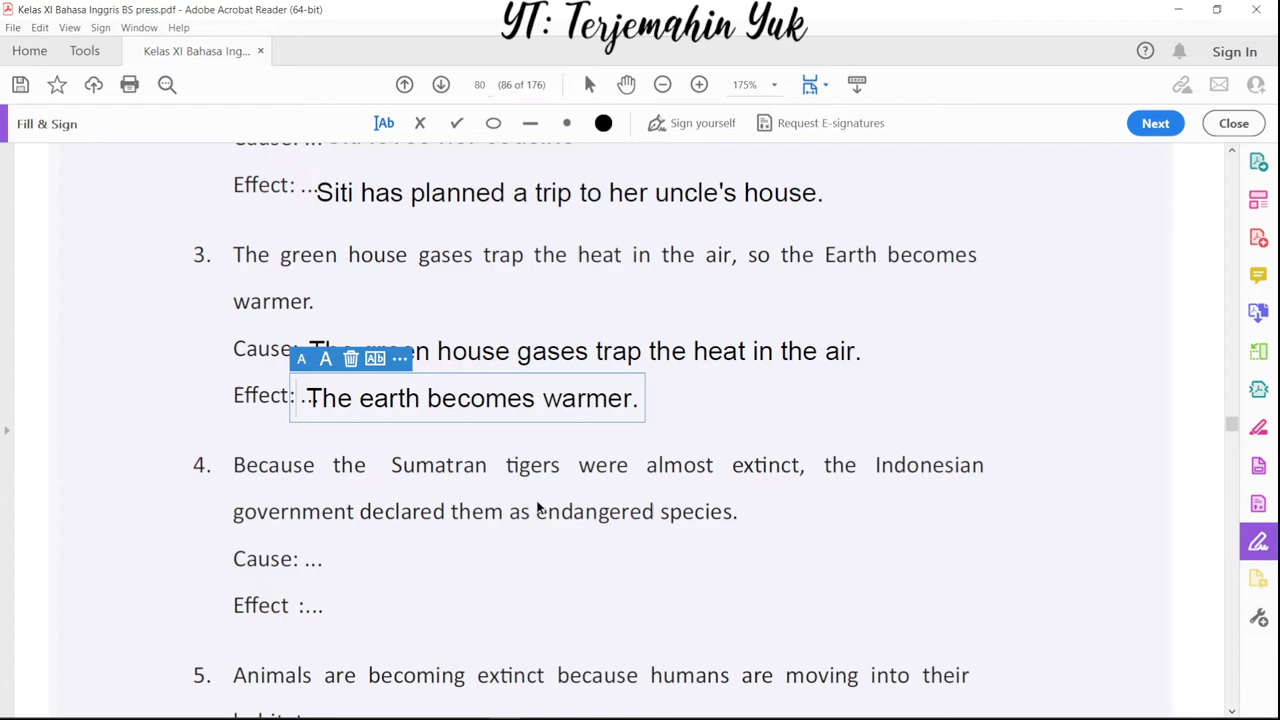 Kelas XI Bahasa Inggris BS press.pdf - Adobe Acrobat Reader (64-bit)
YT: Terjemahin Yuk
File Edit View Sign Window Help
Home Tools Kelas XI Bahasa Ing... × Sign In
80 (86 of 176) 175%
Fill & Sign Ab Sign yourself Request E-signatures Next Close
Effect: ... Siti has planned a trip to her uncle's house.
3. The green house gases trap the heat in the air, so the Earth becomes
warmer.
Cause: The green house gases trap the heat in the air.
A A Ab ...
Effect: ... The earth becomes warmer.
4. Because the Sumatran tigers were almost extinct, the Indonesian
government declared them as endangered species.
Cause: ...
Effect :...
5. Animals are becoming extinct because humans are moving into their